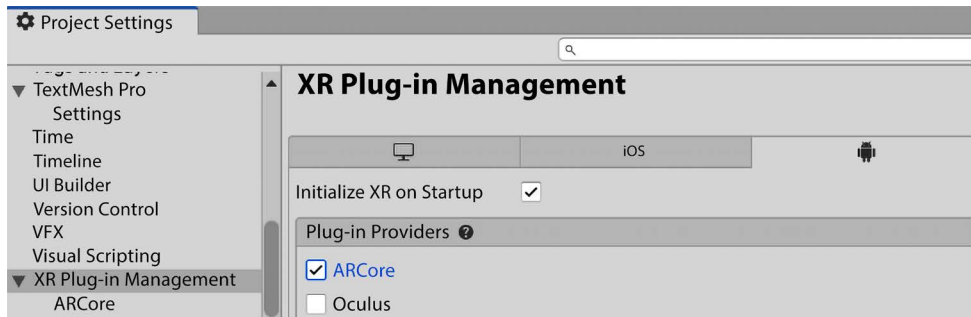 Project Settings
TextMesh Pro
Settings
Time
Timeline
UI Builder
Version Control
VFX
Visual Scripting
XR Plug-in Management
ARCore
XR Plug-in Management
iOS
Initialize XR on Startup
Plug-in Providers
ARCore
Oculus